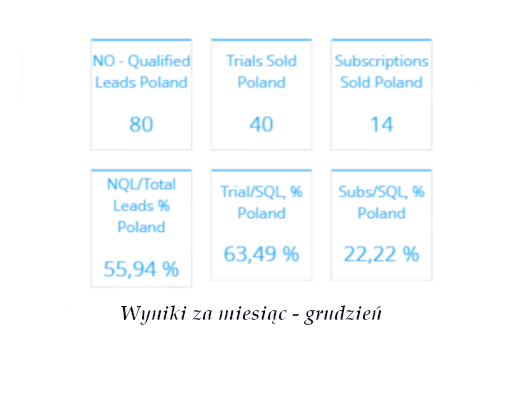 NO - Qualified
Leads Poland
80
Trials Sold
Poland
40
Subscriptions
Sold Poland
14
NQL/Total
Leads %
Poland
55,94 %
Trial/SQL, %
Poland
63,49 %
Subs/SQL, %
Poland
22,22 %
Wyniki za miesiąc - grudzień